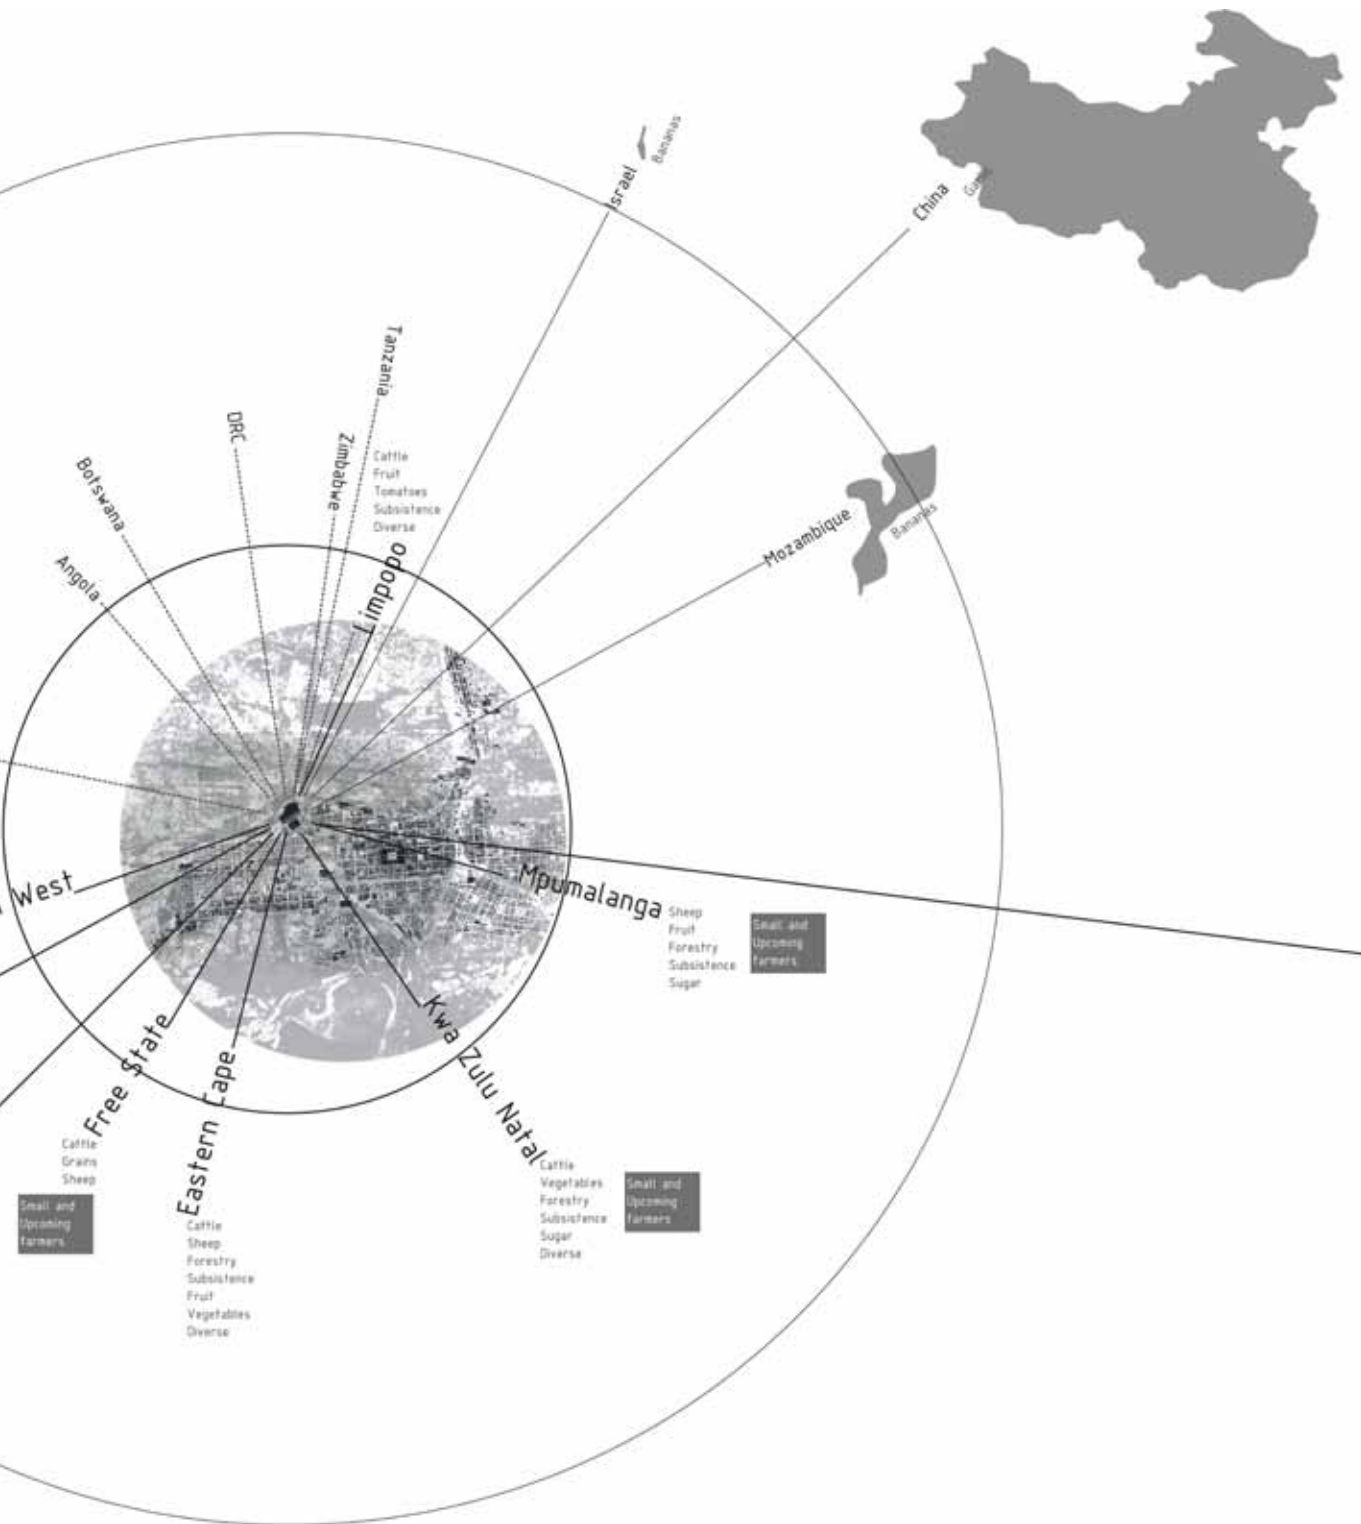 Israel
Bananas
China
Tanzania
DRC
Zimbabwe
Botswana
Angola
Cattle
Fruit
Tomatoes
Subsistence
Diverse
Limpopo
Mozambique
Bananas
West
Mpumalanga
Sheep
Fruit
Forestry
Subsistence
Sugar
Small and
Upcoming
farmers
Free State
Cattle
Grains
Sheep
Small and
Upcoming
farmers
Eastern Cape
Cattle
Sheep
Forestry
Subsistence
Fruit
Vegetables
Diverse
Kwa Zulu Natal
Cattle
Vegetables
Forestry
Subsistence
Sugar
Diverse
Small and
Upcoming
farmers